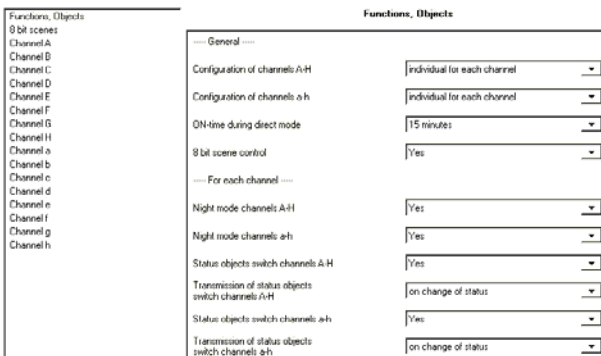 Functions, Objects
8 bit scenes
Channel A
Channel B
Channel C
Channel D
Channel E
Channel F
Channel G
Channel H
Channel a
Channel b
Channel c
Channel d
Channel e
Channel f
Channel g
Channel h
Functions, Objects
----- General -----
Configuration of channels A-H
individual for each channel
Configuration of channels a-h
individual for each channel
ON-time during direct mode
15 minutes
8 bit scene control
Yes
----- For each channel -----
Night mode channels A-H
Yes
Night mode channels a-h
Yes
Status objects switch channels A-H
Yes
Transmission of status objects
switch channels A-H
on change of status
Status objects switch channels a-h
Yes
Transmission of status objects
switch channels a-h
on change of status